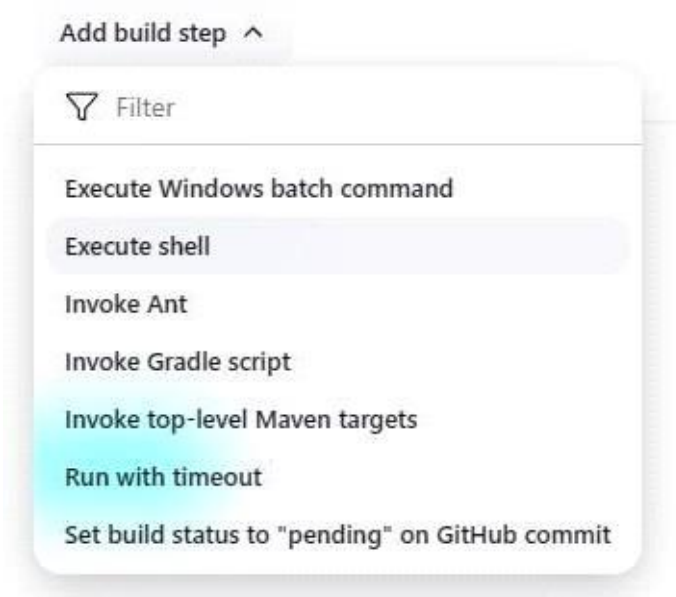 Add build step
Filter
Execute Windows batch command
Execute shell
Invoke Ant
Invoke Gradle script
Invoke top-level Maven targets
Run with timeout
Set build status to "pending" on GitHub commit